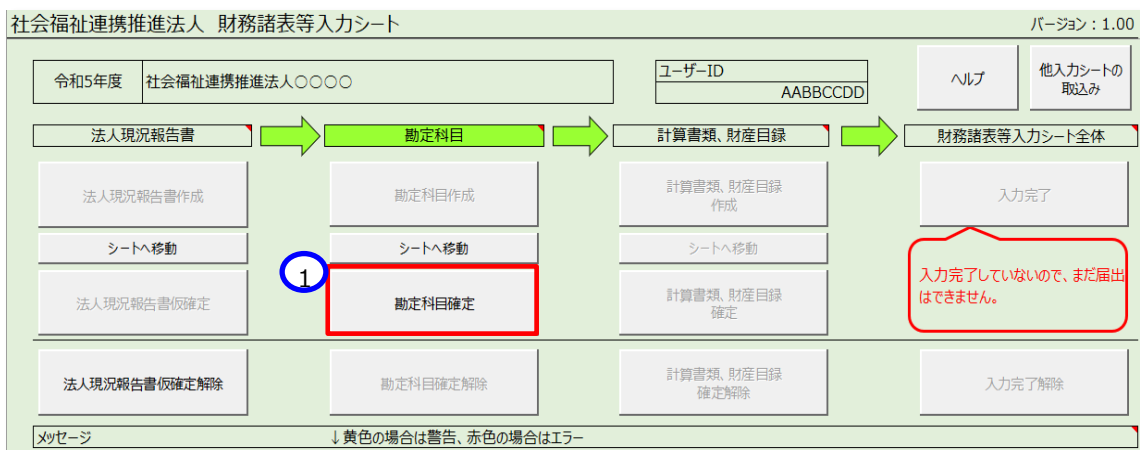 社会福祉連携推進法人 財務諸表等入力シート
バージョン：1.00
令和5年度 社会福祉連携推進法人○○○○
ユーザーID
AABBCCDD
ヘルプ
他入力シートの
取込み
法人現況報告書
勘定科目
計算書類、財産目録
財務諸表等入力シート全体
法人現況報告書作成
勘定科目作成
計算書類、財産目録
作成
入力完了
シートへ移動
シートへ移動
シートへ移動
入力完了していないので、まだ届出
はできません。
1
法人現況報告書仮確定
勘定科目確定
計算書類、財産目録
確定
法人現況報告書仮確定解除
勘定科目確定解除
計算書類、財産目録
確定解除
入力完了解除
メッセージ
↓黄色の場合は警告、赤色の場合はエラー